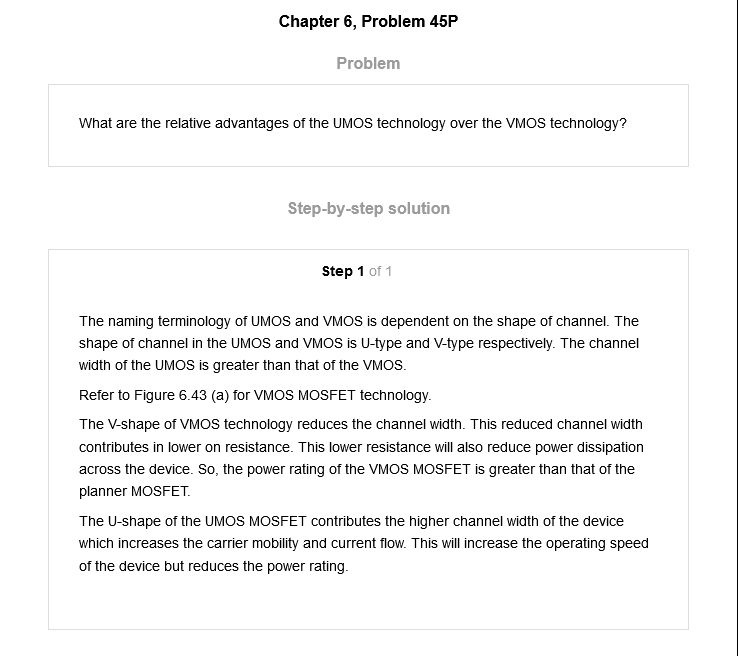 Chapter 6, Problem 45P
Problem
What are the relative advantages of the UMOS technology over the VMOS technology?
Step-by-step solution
Step 1 of 1
The naming terminology of UMOS and VMOS is dependent on the shape of channel. The
shape of channel in the UMOS and VMOS is U-type and V-type respectively. The channel
width of the UMOS is greater than that of the VMOS.
Refer to Figure 6.43 (a) for VMOS MOSFET technology.
The V-shape of VMOS technology reduces the channel width. This reduced channel width
contributes in lower on resistance. This lower resistance will also reduce power dissipation
across the device. So, the power rating of the VMOS MOSFET is greater than that of the
planner MOSFET.
The U-shape of the UMOS MOSFET contributes the higher channel width of the device
which increases the carrier mobility and current flow. This will increase the operating speed
of the device but reduces the power rating.